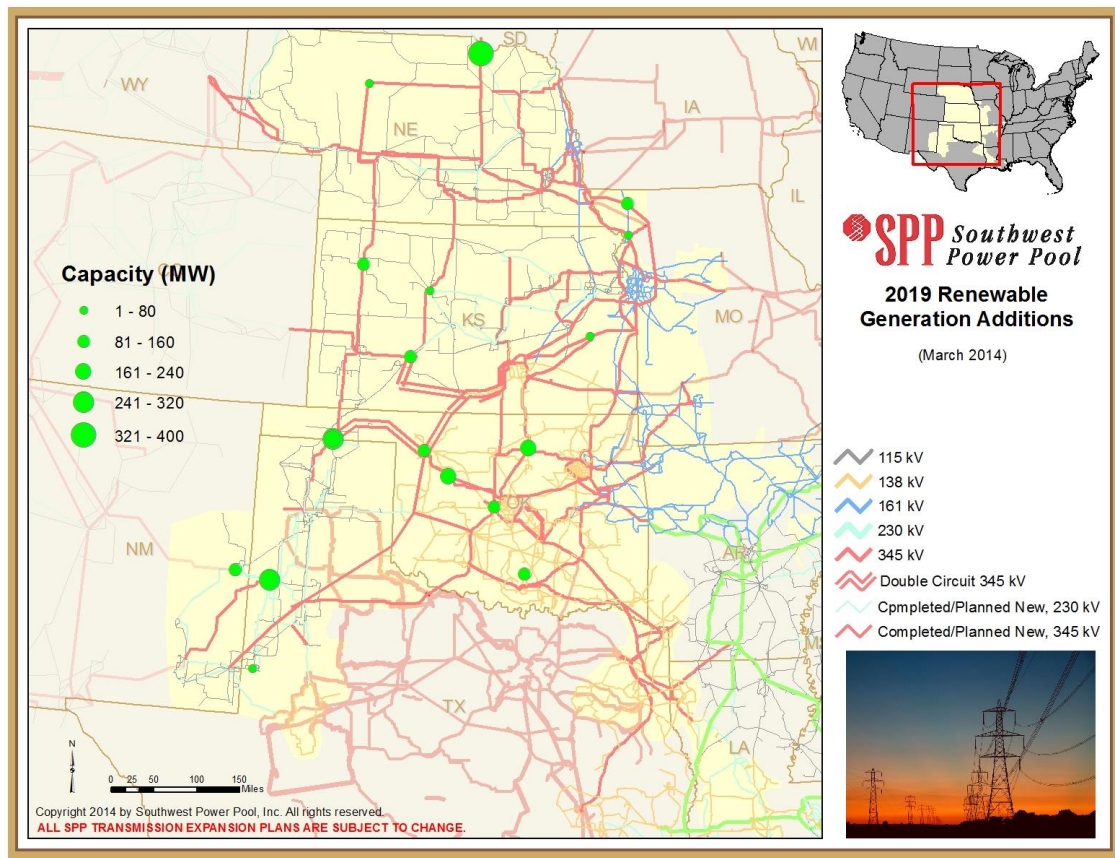 SD
WY
WI
IA
NE
IL
Capacity (MW)
1 - 80
81 - 160
161 - 240
241 - 320
321 - 400
KS
MO
NM
OK
AR
TX
LA
N
0 25 50 100 150
Miles
Copyright 2014 by Southwest Power Pool, Inc. All rights reserved.
ALL SPP TRANSMISSION EXPANSION PLANS ARE SUBJECT TO CHANGE.
SPP Southwest
Power Pool
2019 Renewable
Generation Additions
(March 2014)
115 kV
138 kV
161 kV
230 kV
345 kV
Double Circuit 345 kV
Cpmpleted/Planned New, 230 kV
Completed/Planned New, 345 kV